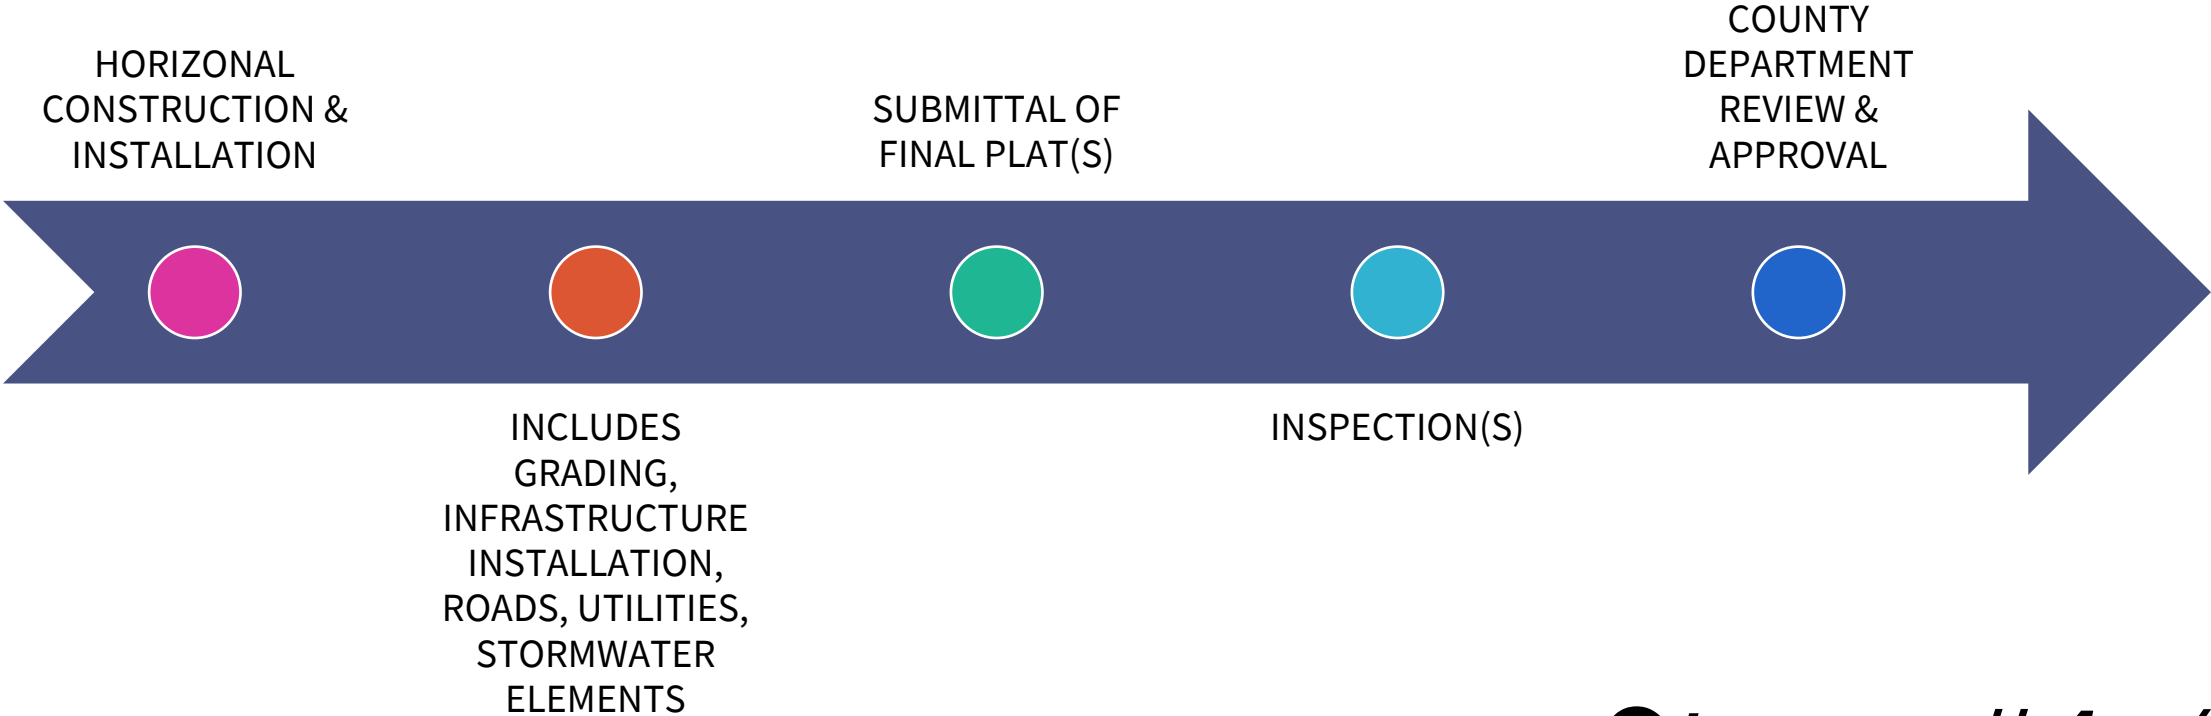 HORIZONAL
CONSTRUCTION &
INSTALLATION
INCLUDES
GRADING,
INFRASTRUCTURE
INSTALLATION,
ROADS, UTILITIES,
STORMWATER
ELEMENTS
SUBMITTAL OF
FINAL PLAT(S)
INSPECTION(S)
COUNTY
DEPARTMENT
REVIEW &
APPROVAL